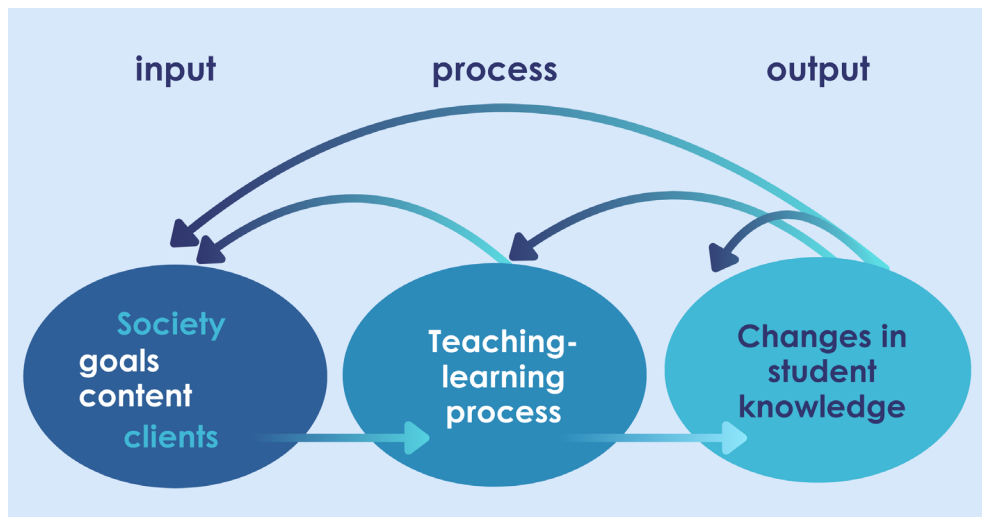 input
process
output
Society
goals
content
clients
Teaching-
learning
process
Changes in
student
knowledge